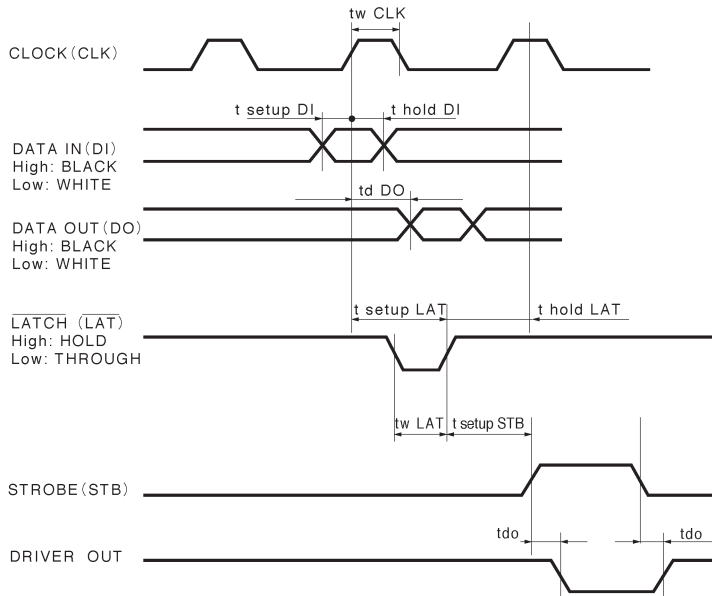 tw CLK
CLOCK(CLK)
t setup DI
t hold DI
DATA IN(DI)
High: BLACK
Low: WHITE
td DO
DATA OUT(DO)
High: BLACK
Low: WHITE
t setup LAT
t hold LAT
LATCH (LAT)
High: HOLD
Low: THROUGH
tw LAT
t setup STB
STROBE(STB)
tdo
tdo
DRIVER OUT